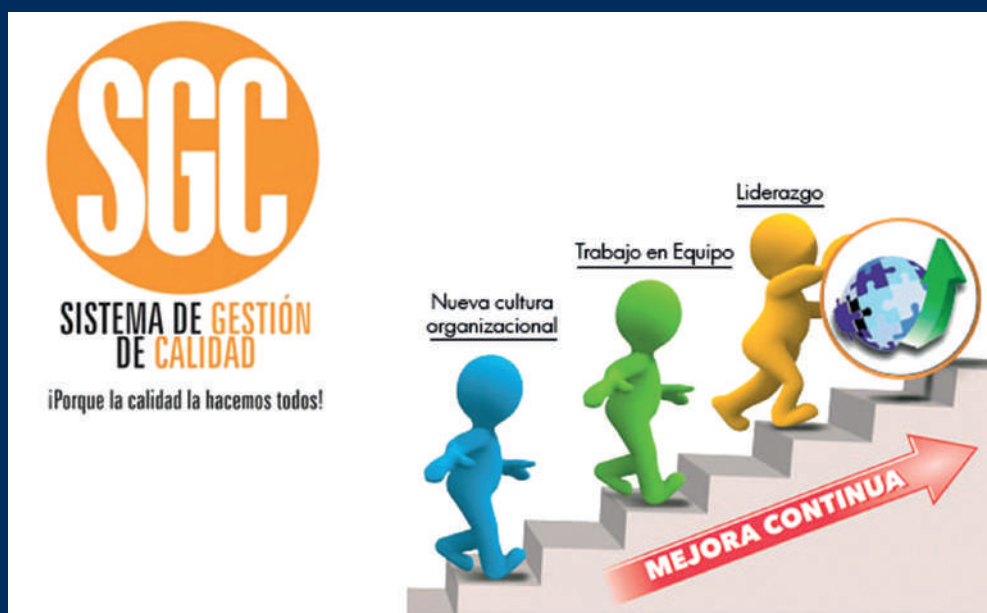 SGC
SISTEMA DE GESTIÓN
DE CALIDAD
¡Porque la calidad la hacemos todos!
Nueva cultura
organizacional
Trabajo en Equipo
Liderazgo
MEJORA CONTINUA